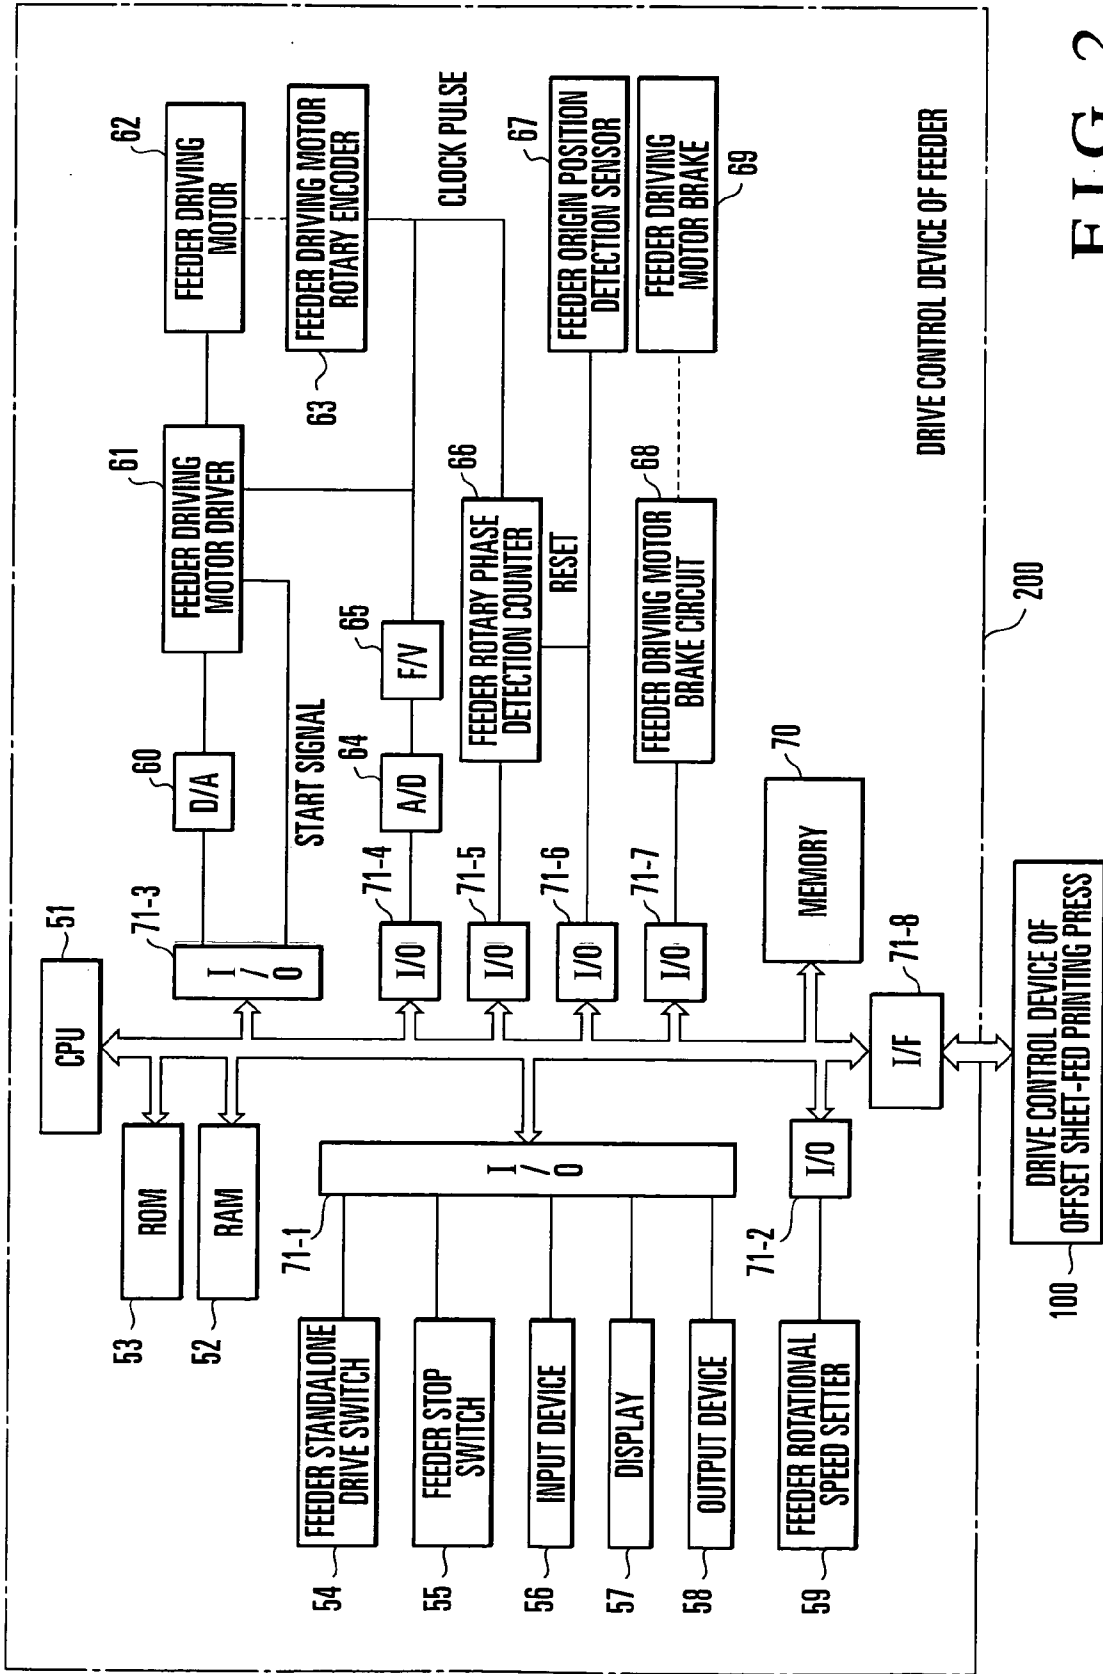 CPU
51
ROM
53
RAM
52
71-3
I/O
D/A
60
START SIGNAL
FEEDER DRIVING
MOTOR DRIVER
61
FEEDER DRIVING
MOTOR
62
FEEDER DRIVING MOTOR
ROTARY ENCODER
63
CLOCK PULSE
71-1
I/O
71-4
I/O
A/D
64
F/V
65
71-5
I/O
FEEDER ROTARY PHASE
DETECTION COUNTER
66
RESET
71-6
I/O
FEEDER ORIGIN POSITION
DETECTION SENSOR
67
71-7
I/O
FEEDER DRIVING MOTOR
BRAKE CIRCUIT
68
FEEDER DRIVING
MOTOR BRAKE
69
FEEDER STANDALONE
DRIVE SWITCH
54
FEEDER STOP
SWITCH
55
INPUT DEVICE
56
DISPLAY
57
OUTPUT DEVICE
58
FEEDER ROTATIONAL
SPEED SETTER
59
71-2
I/O
MEMORY
70
I/F
71-8
DRIVE CONTROL DEVICE OF FEEDER
200
DRIVE CONTROL DEVICE OF
OFFSET SHEET-FED PRINTING PRESS
100
FIG. 2